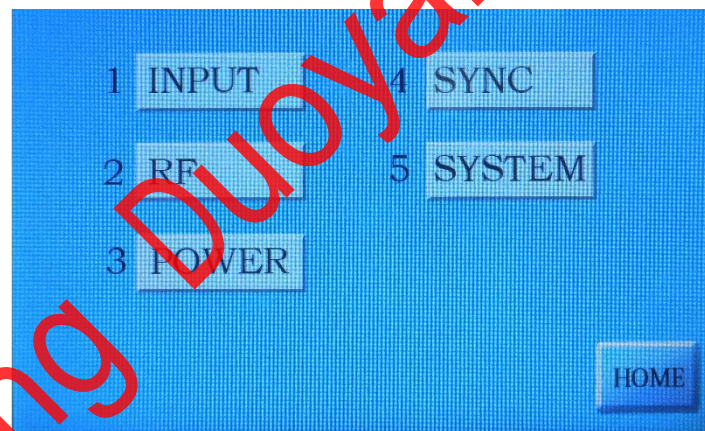 1 INPUT
2 RF
3 POWER
4 SYNC
5 SYSTEM
HOME
ng Duoya